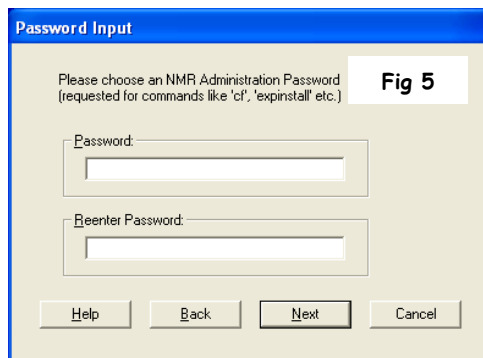 Password Input
Please choose an NMR Administration Password
(requested for commands like 'cf', 'expinstall' etc.)
Fig 5
Password:
Reenter Password:
Help
Back
Next
Cancel